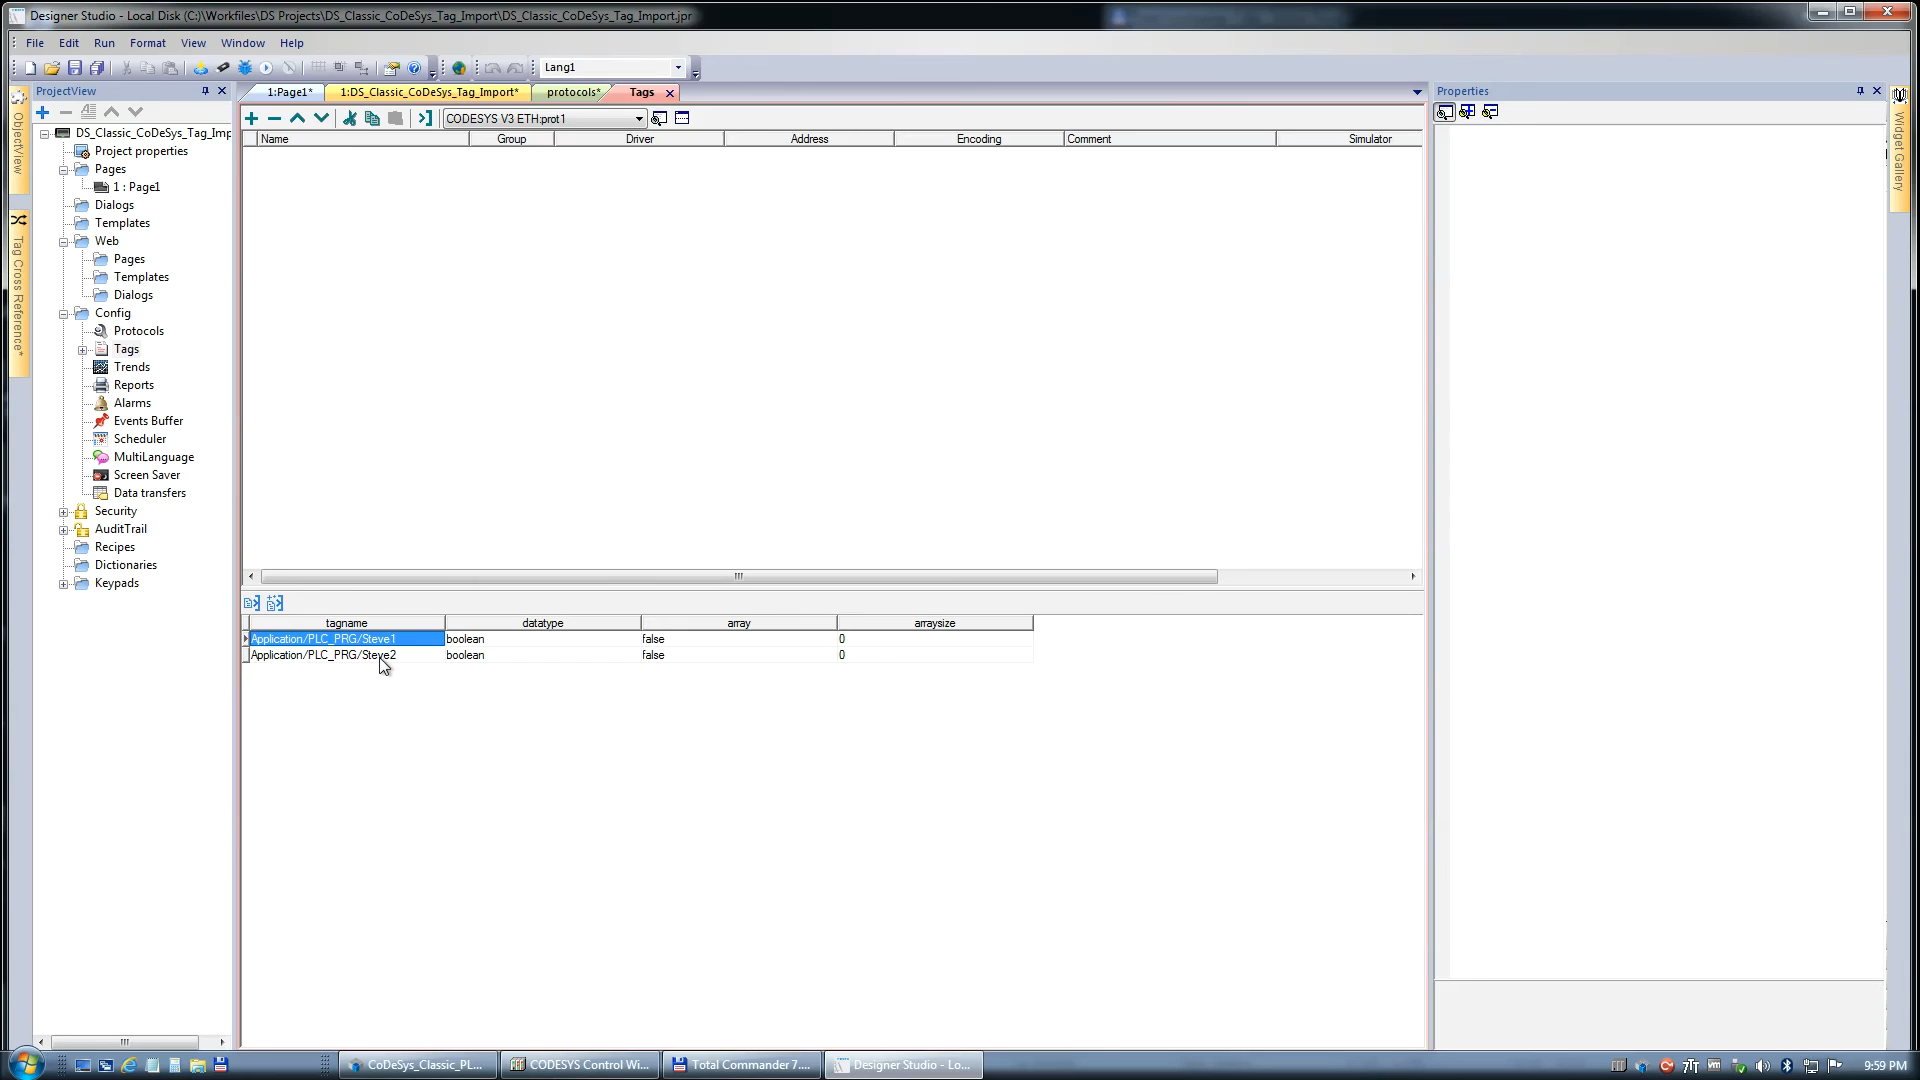 Designer Studio - Local Disk (C:)\Workfiles\DS Projects\DS_Classic_CoDeSys_Tag_Import\DS_Classic_CoDeSys_Tag_Import.jpr
File Edit Run Format View Window Help
Lang1
ProjectView
1:Page1* 1:DS_Classic_CoDeSys_Tag_Import* protocols* Tags
Properties
CODESYS V3 ETH:prot1
Name Group Driver Address Encoding Comment Simulator
ObjectView
Tag Cross Reference*
Widget Gallery
DS_Classic_CoDeSys_Tag_Imp
Project properties
Pages
1 : Page1
Dialogs
Templates
Web
Pages
Templates
Dialogs
Config
Protocols
Tags
Trends
Reports
Alarms
Events Buffer
Scheduler
MultiLanguage
Screen Saver
Data transfers
Security
AuditTrail
Recipes
Dictionaries
Keypads
tagname datatype array arraysize
Application/PLC_PRG/Steve1 boolean false 0
Application/PLC_PRG/Steve2 boolean false 0
CoDeSys_Classic_PL... CODESYS Control Wi... Total Commander 7.... Designer Studio - Lo... 9:59 PM